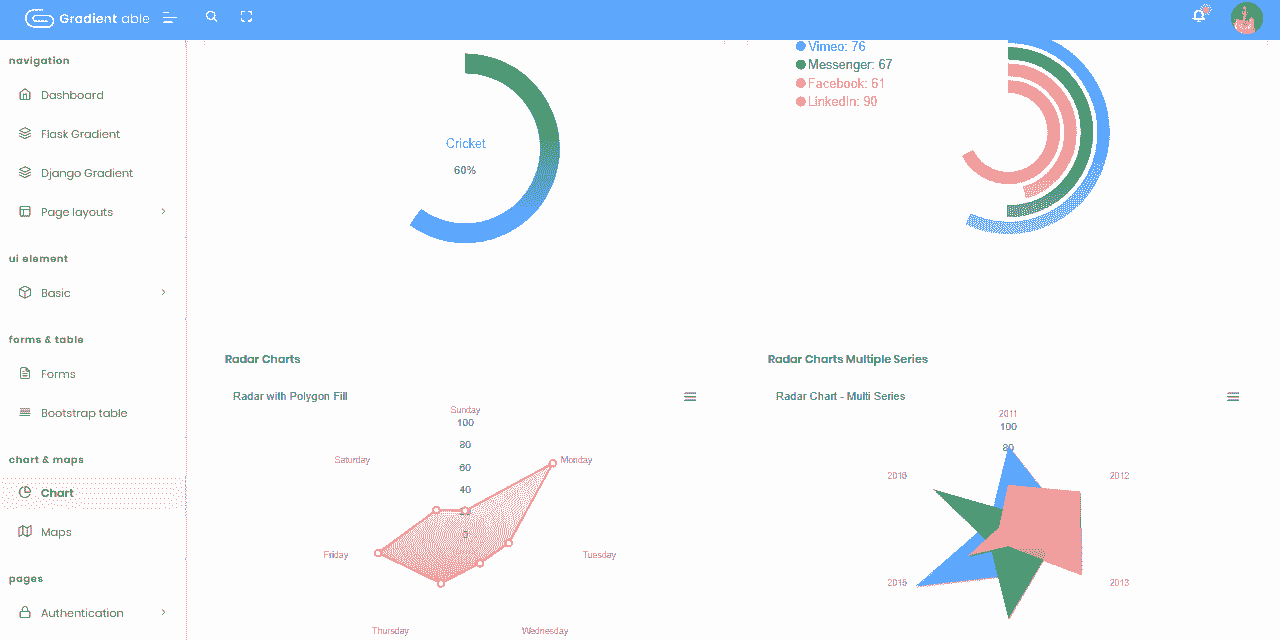 Gradient able
navigation
Dashboard
Flask Gradient
Django Gradient
Page layouts
ui element
Basic
forms & table
Forms
Bootstrap table
chart & maps
Chart
Maps
pages
Authentication
Cricket
60%
Vimeo: 76
Messenger: 67
Facebook: 61
LinkedIn: 90
Radar Charts
Radar with Polygon Fill
Sunday
100
80
60
40
20
0
Monday
Tuesday
Wednesday
Thursday
Friday
Saturday
Radar Charts Multiple Series
Radar Chart - Multi Series
2011
100
80
2012
2013
2015
2016